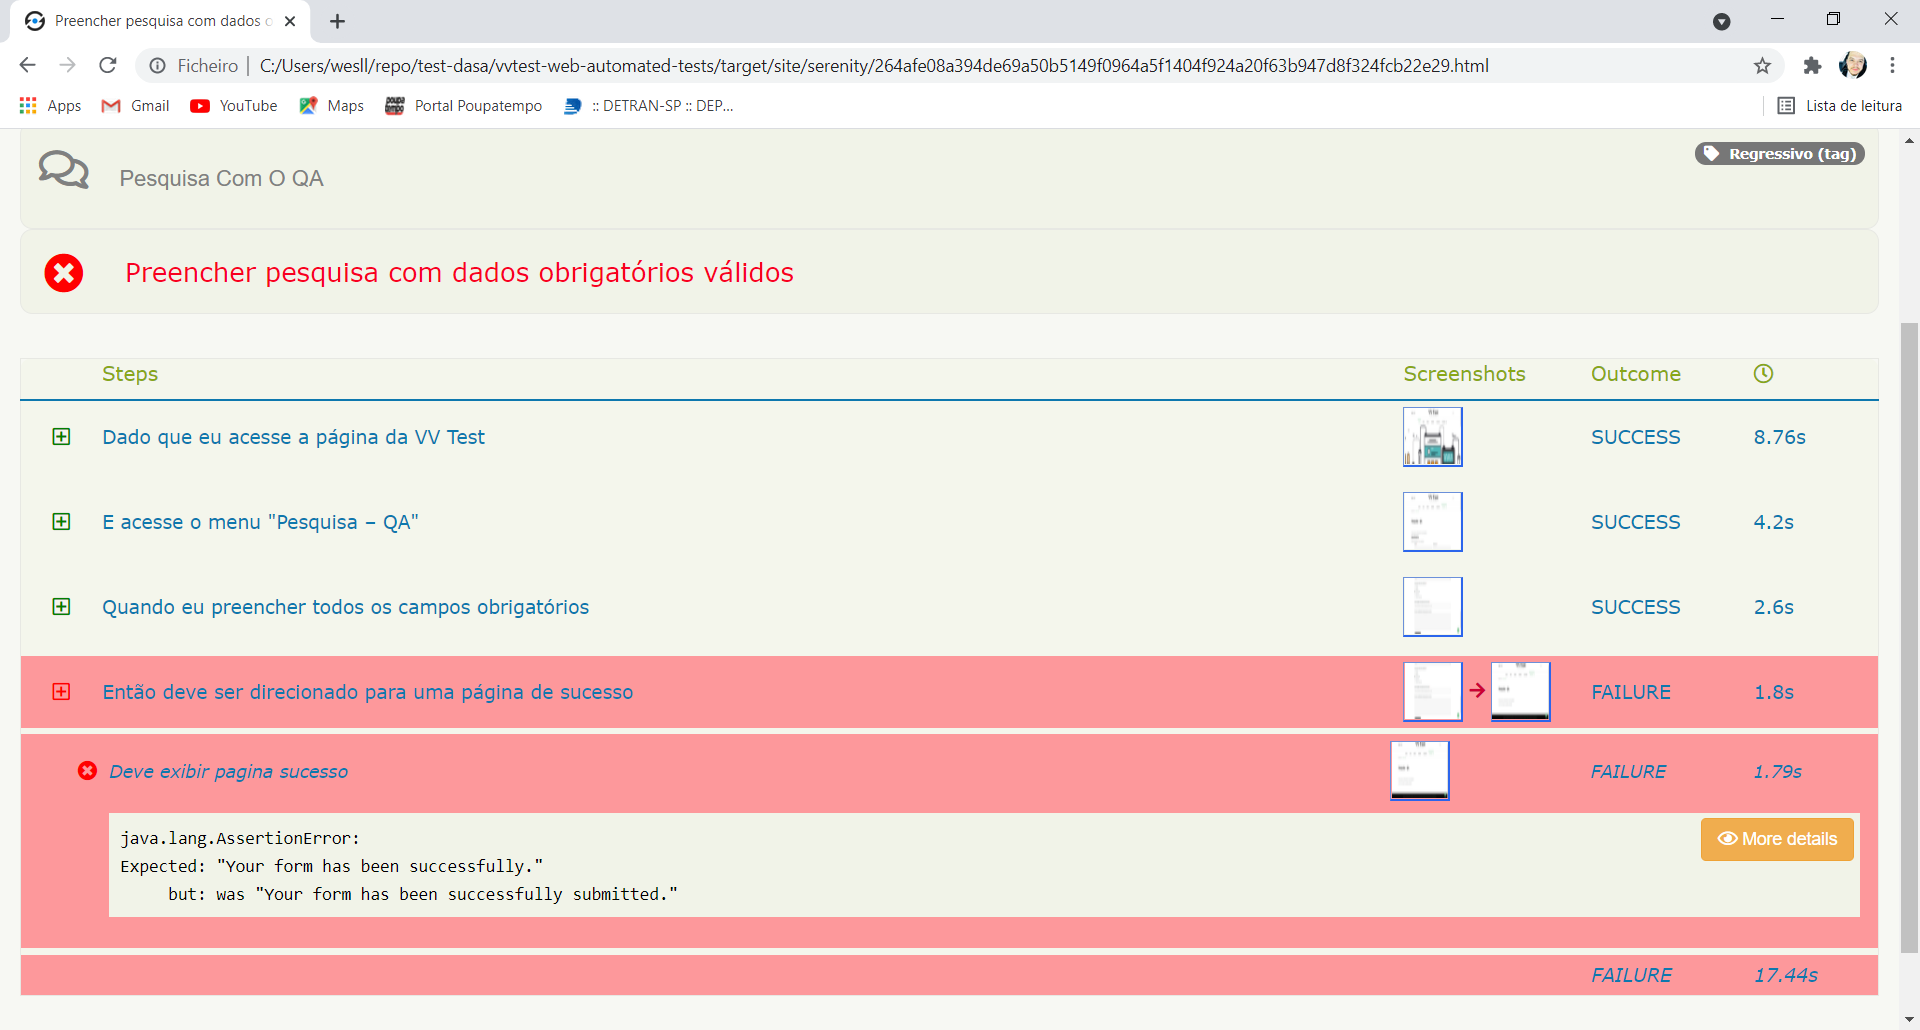 Preencher pesquisa com dados o
Ficheiro
C:/Users/wesll/repo/test-dasa/vvtest-web-automated-tests/target/site/serenity/264afe08a394de69a50b5149f0964a5f1404f924a20f63b947d8f324fcb22e29.html
Apps Gmail YouTube Maps Portal Poupatempo :: DETRAN-SP :: DEP... Lista de leitura
Regressivo (tag)
Pesquisa Com O QA
Preencher pesquisa com dados obrigatórios válidos
Steps Screenshots Outcome
Dado que eu acesse a página da VV Test SUCCESS 8.76s
E acesse o menu "Pesquisa – QA" SUCCESS 4.2s
Quando eu preencher todos os campos obrigatórios SUCCESS 2.6s
Então deve ser direcionado para uma página de sucesso FAILURE 1.8s
Deve exibir pagina sucesso FAILURE 1.79s
java.lang.AssertionError:
More details
Expected: "Your form has been successfully."
but: was "Your form has been successfully submitted."
FAILURE 17.44s